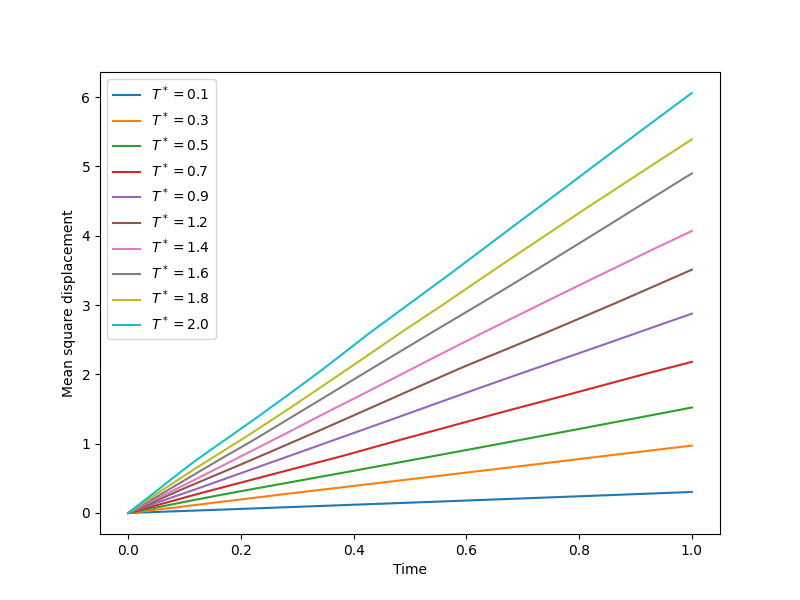 6
5
4
3
2
1
0
Mean square displacement
T* = 0.1
T* = 0.3
T* = 0.5
T* = 0.7
T* = 0.9
T* = 1.2
T* = 1.4
T* = 1.6
T* = 1.8
T* = 2.0
0.0 0.2 0.4 0.6 0.8 1.0
Time